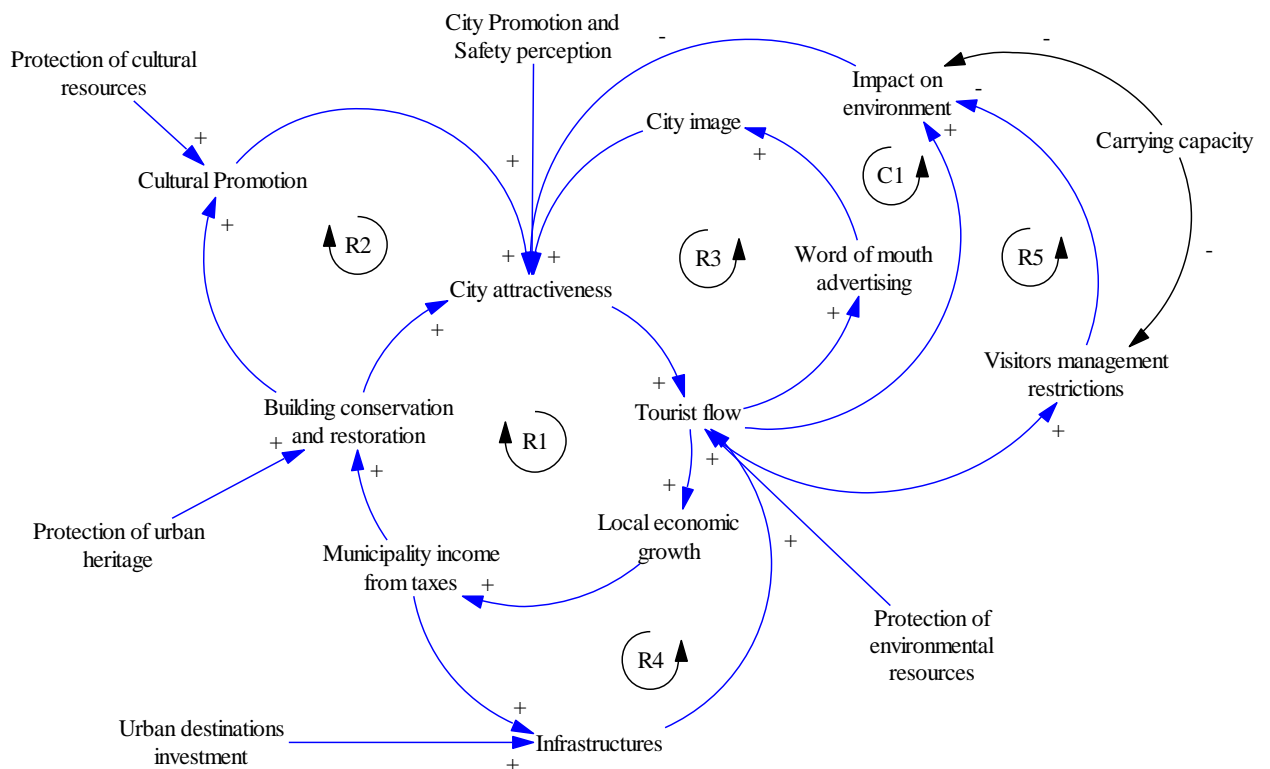 City Promotion and
Safety perception
-
-
Protection of cultural
resources
Impact on
environment
-
City image
+
+
+
+
Carrying capacity
+
C1
Cultural Promotion
+
R2
R3
R5
Word of mouth
advertising
-
+
+
City attractiveness
+
+
Visitors management
restrictions
+
Building conservation
and restoration
Tourist flow
+
R1
+
+
+
+
Protection of urban
heritage
Local economic
growth
+
Municipality income
from taxes
+
Protection of
environmental
resources
R4
+
Urban destinations
investment
Infrastructures
+